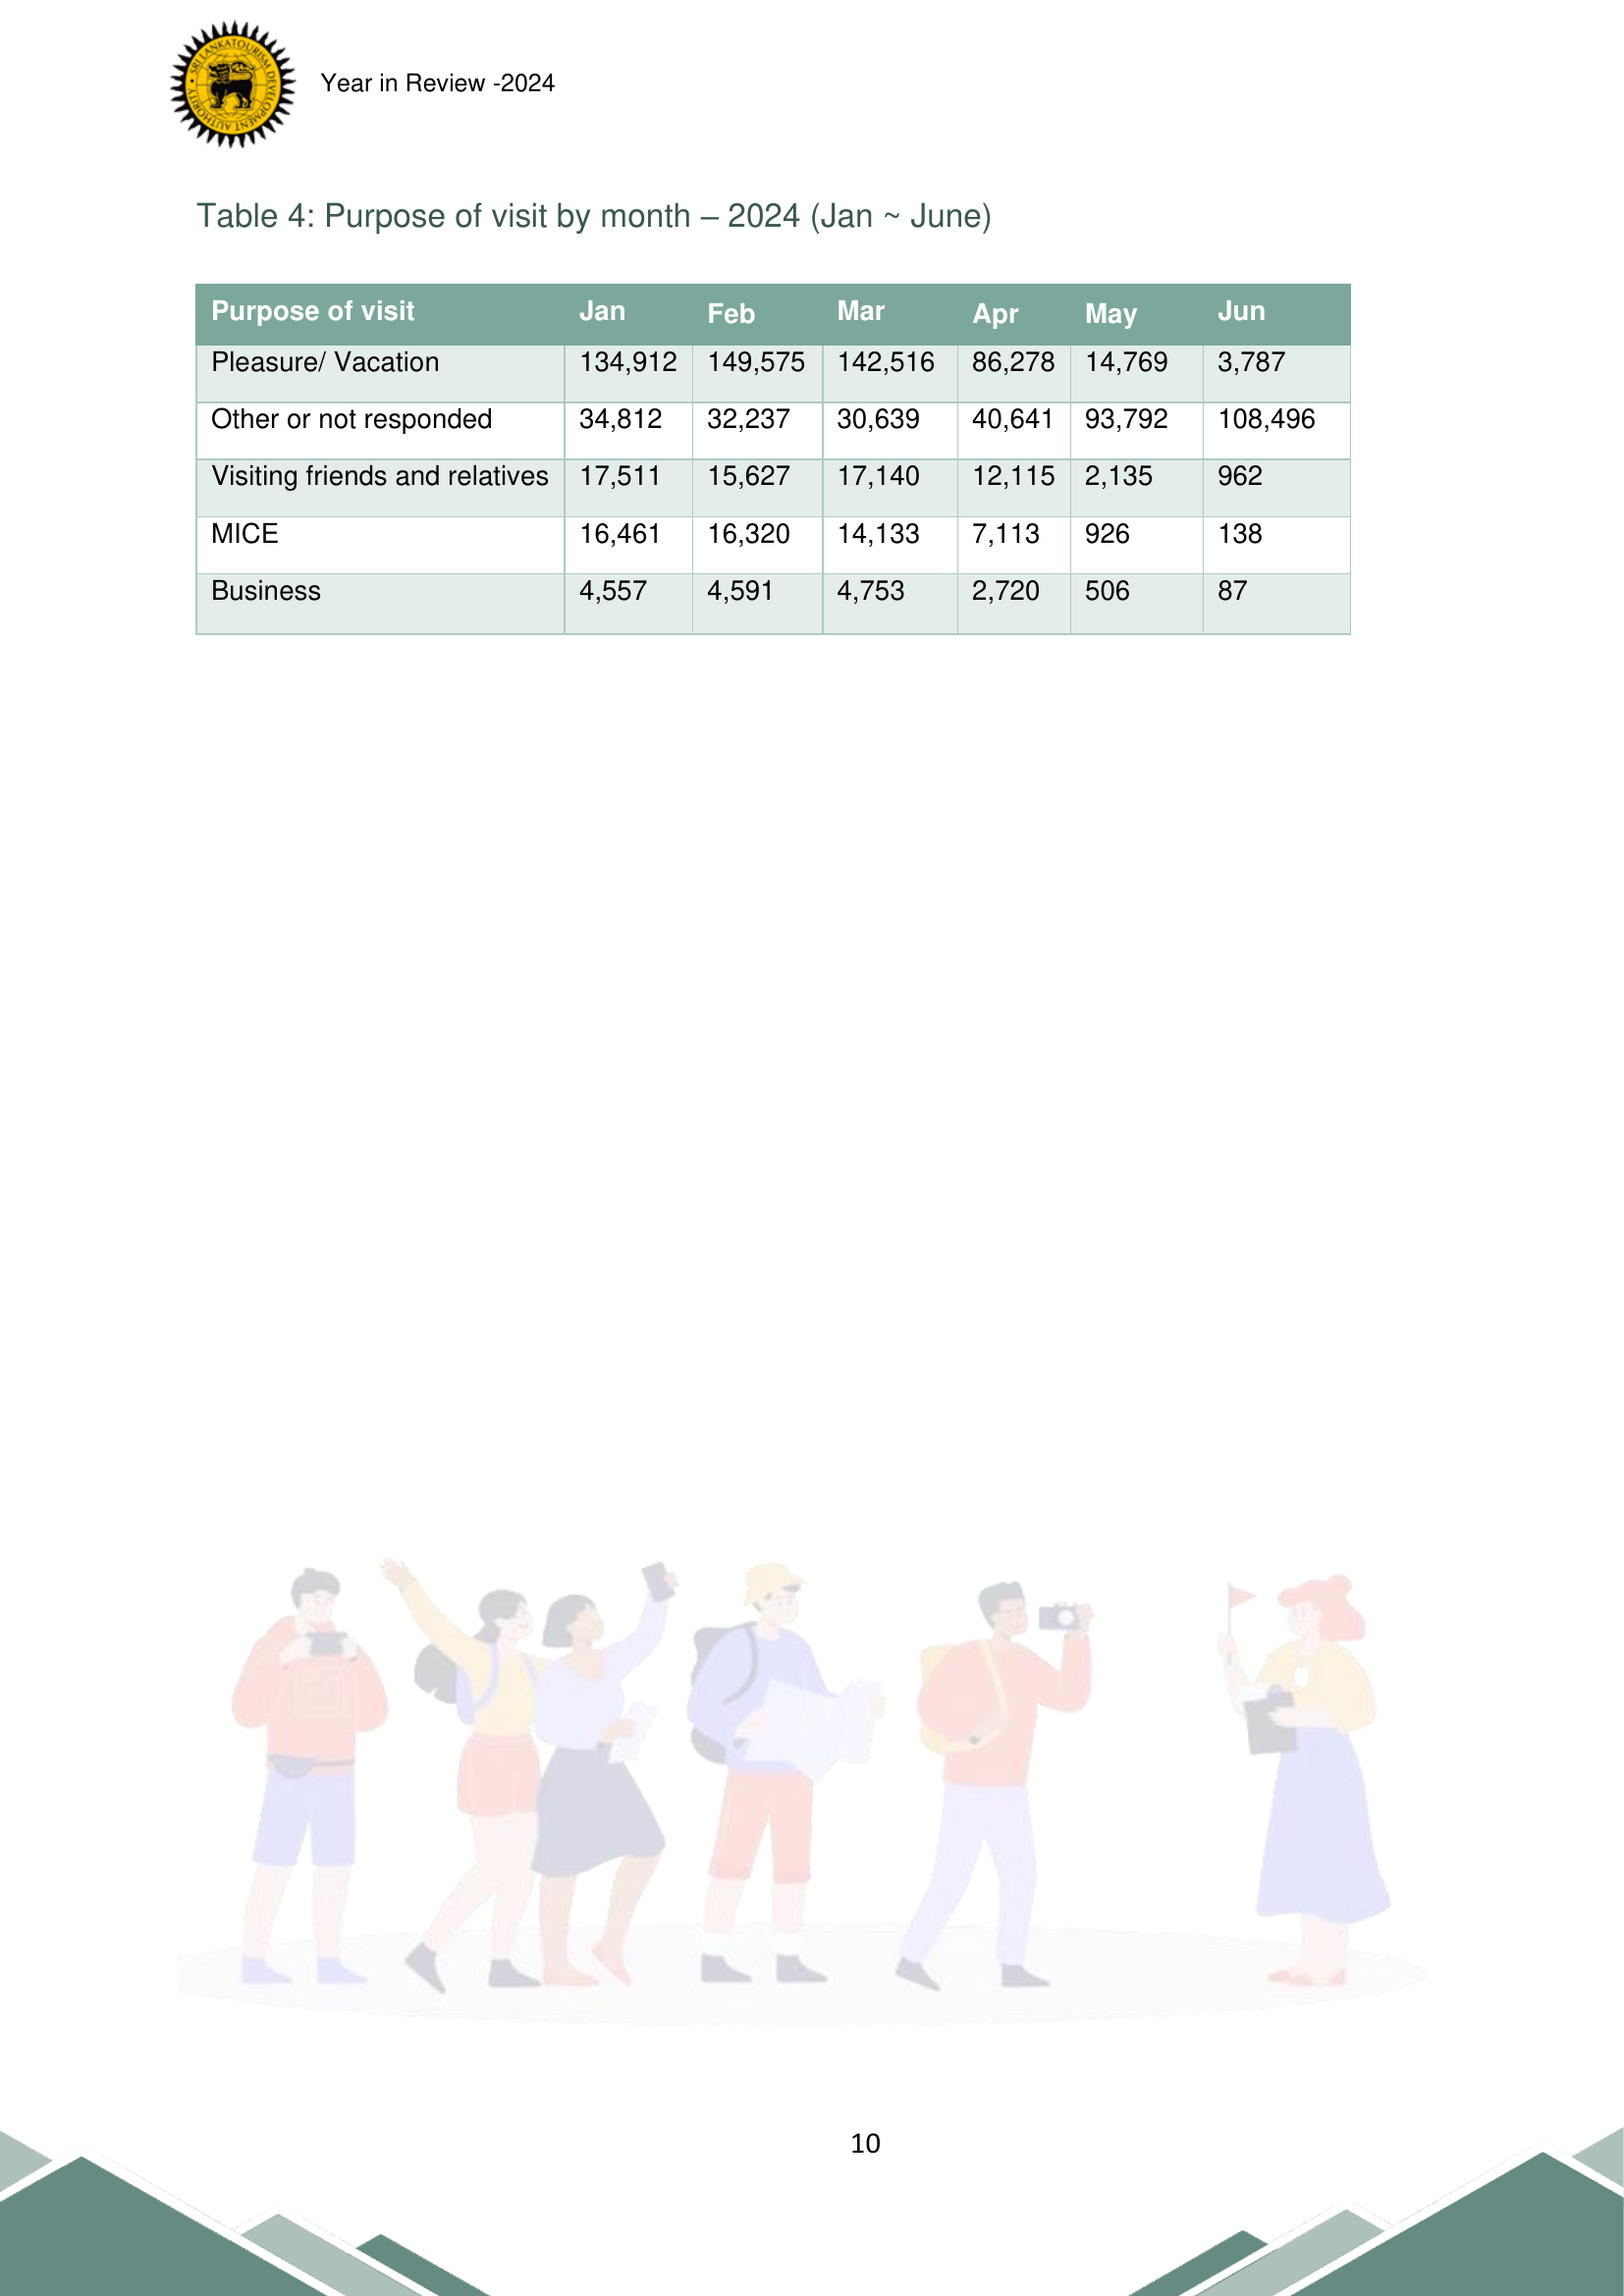 SRI LANKA TOURISM DEVELOPMENT AUTHORITY
Year in Review -2024
Table 4: Purpose of visit by month – 2024 (Jan ~ June)
Purpose of visit Jan Feb Mar Apr May Jun
Pleasure/ Vacation 134,912 149,575 142,516 86,278 14,769 3,787
Other or not responded 34,812 32,237 30,639 40,641 93,792 108,496
Visiting friends and relatives 17,511 15,627 17,140 12,115 2,135 962
MICE 16,461 16,320 14,133 7,113 926 138
Business 4,557 4,591 4,753 2,720 506 87
10